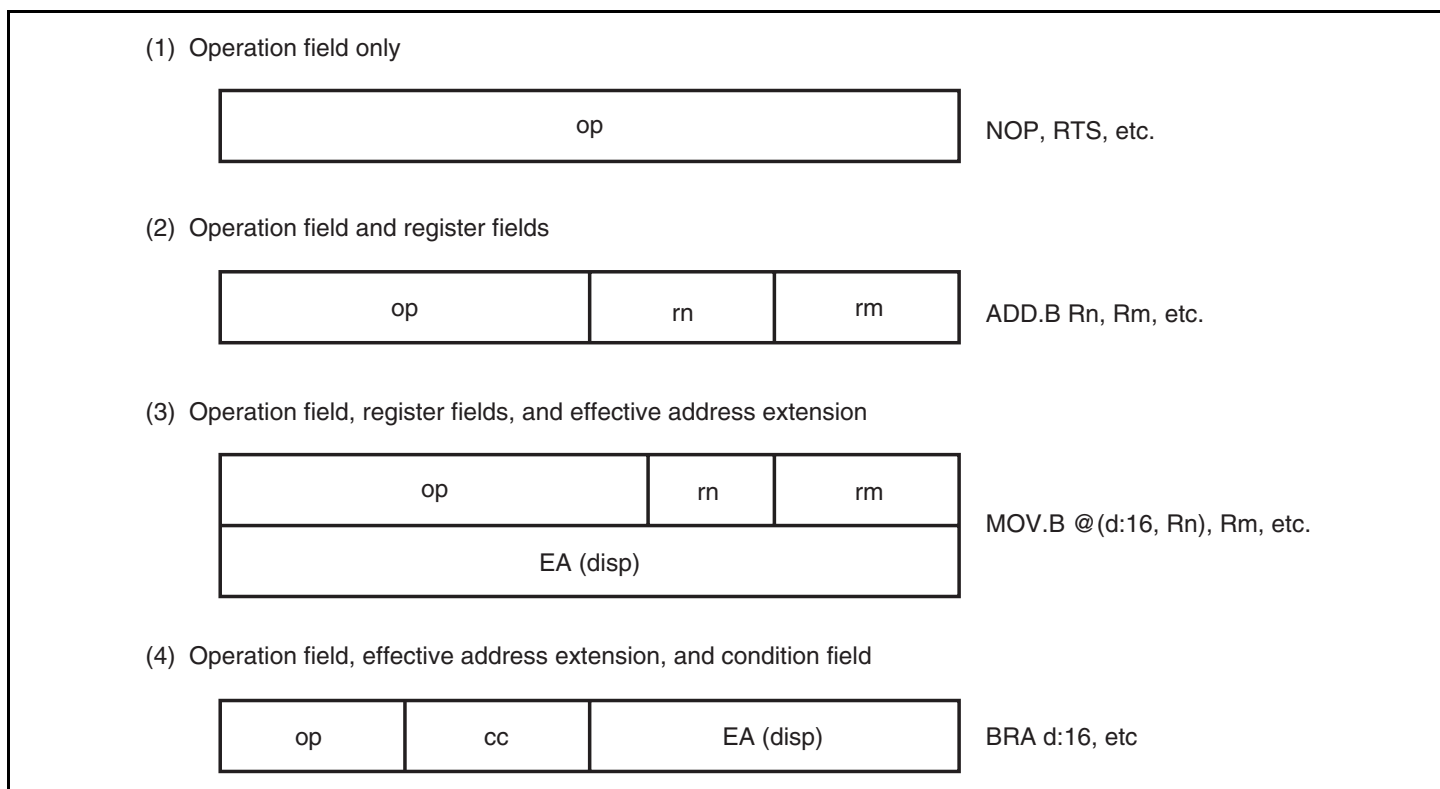 (1) Operation field only
op
NOP, RTS, etc.
(2) Operation field and register fields
op rn rm
ADD.B Rn, Rm, etc.
(3) Operation field, register fields, and effective address extension
op rn rm
EA (disp)
MOV.B @(d:16, Rn), Rm, etc.
(4) Operation field, effective address extension, and condition field
op cc EA (disp)
BRA d:16, etc